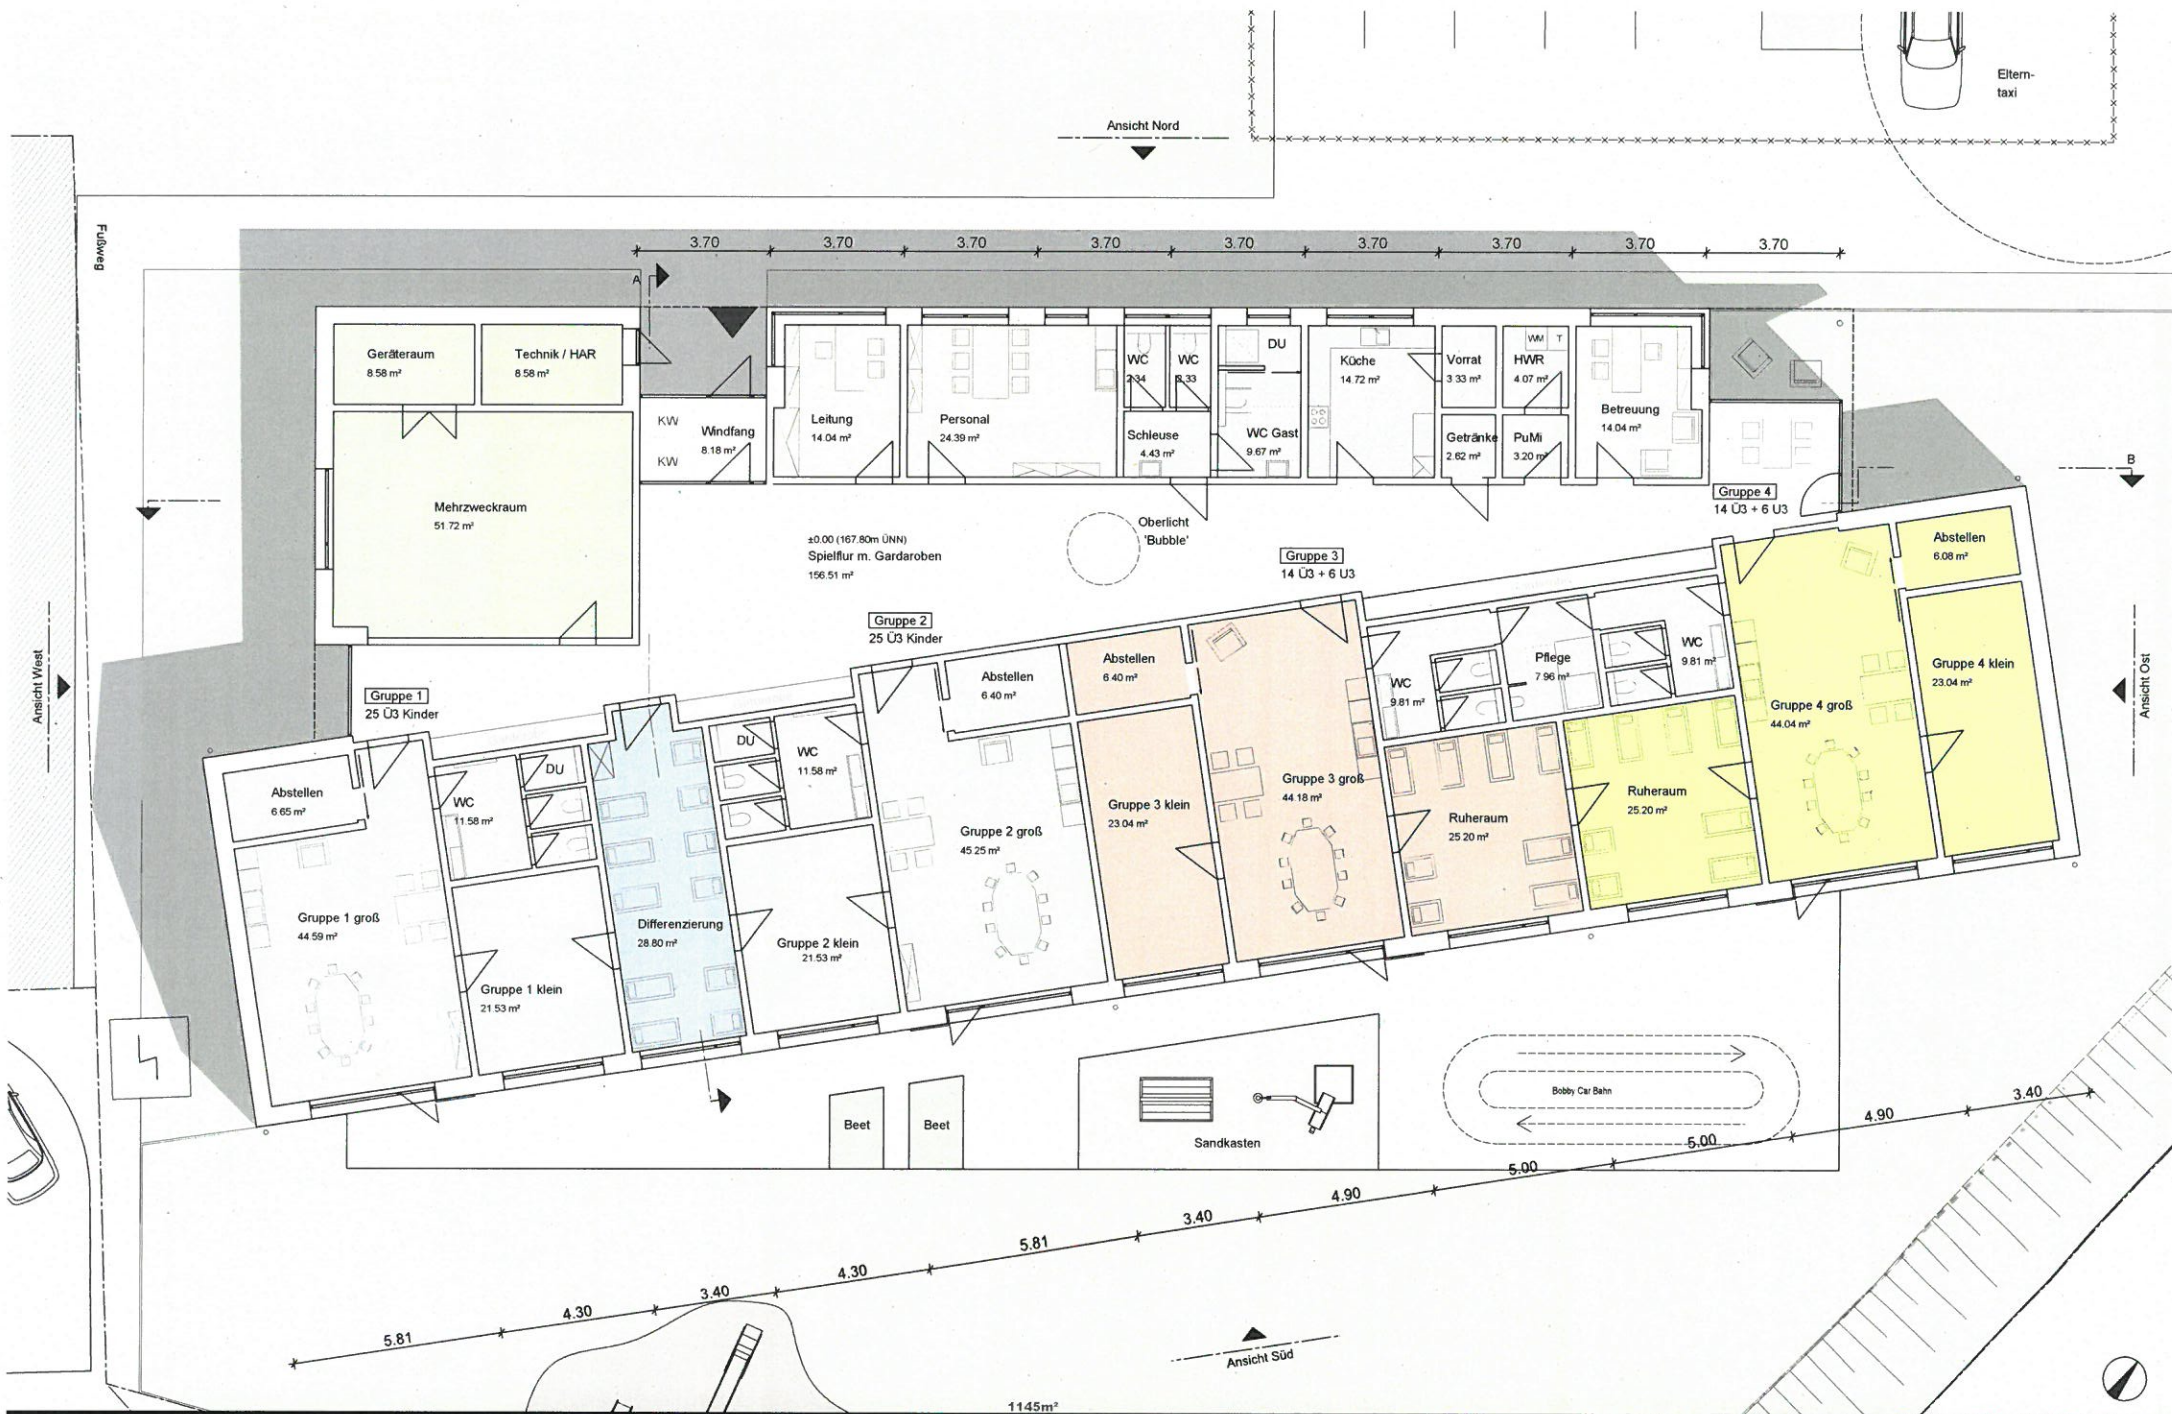 Eltern-
taxi
Ansicht Nord
Fußweg
3.70
3.70
3.70
3.70
3.70
3.70
3.70
3.70
3.70
A
Geräteraum
8.58 m²
Technik / HAR
8.58 m²
KW
KW
Windfang
8.18 m²
Leitung
14.04 m²
Personal
24.39 m²
WC
2.34
WC
2.33
Schleuse
4.43 m²
DU
WC Gast
9.67 m²
Küche
14.72 m²
Vorrat
3.33 m²
Getränke
2.62 m²
WM T
HWR
4.07 m²
PuMi
3.20 m²
Betreuung
14.04 m²
B
Mehrzweckraum
51.72 m²
±0.00 (167.80m ÜNN)
Spielflur m. Gardaroben
156.51 m²
Oberlicht
'Bubble'
Gruppe 4
14 Ü3 + 6 U3
Gruppe 3
14 Ü3 + 6 U3
Gruppe 2
25 Ü3 Kinder
Gruppe 1
25 Ü3 Kinder
Ansicht West
Ansicht Ost
Abstellen
6.65 m²
Gruppe 1 groß
44.59 m²
WC
11.58 m²
DU
Gruppe 1 klein
21.53 m²
Differenzierung
28.80 m²
DU
WC
11.58 m²
Gruppe 2 klein
21.53 m²
Abstellen
6.40 m²
Gruppe 2 groß
45.25 m²
Abstellen
6.40 m²
Gruppe 3 klein
23.04 m²
Gruppe 3 groß
44.18 m²
WC
9.81 m²
Pflege
7.96 m²
WC
9.81 m²
Ruheraum
25.20 m²
Ruheraum
25.20 m²
Gruppe 4 groß
44.04 m²
Abstellen
6.08 m²
Gruppe 4 klein
23.04 m²
Beet
Beet
Sandkasten
Bobby Car Bahn
5.81
4.30
3.40
4.30
5.81
3.40
4.90
5.00
5.00
4.90
3.40
Ansicht Süd
1145m²